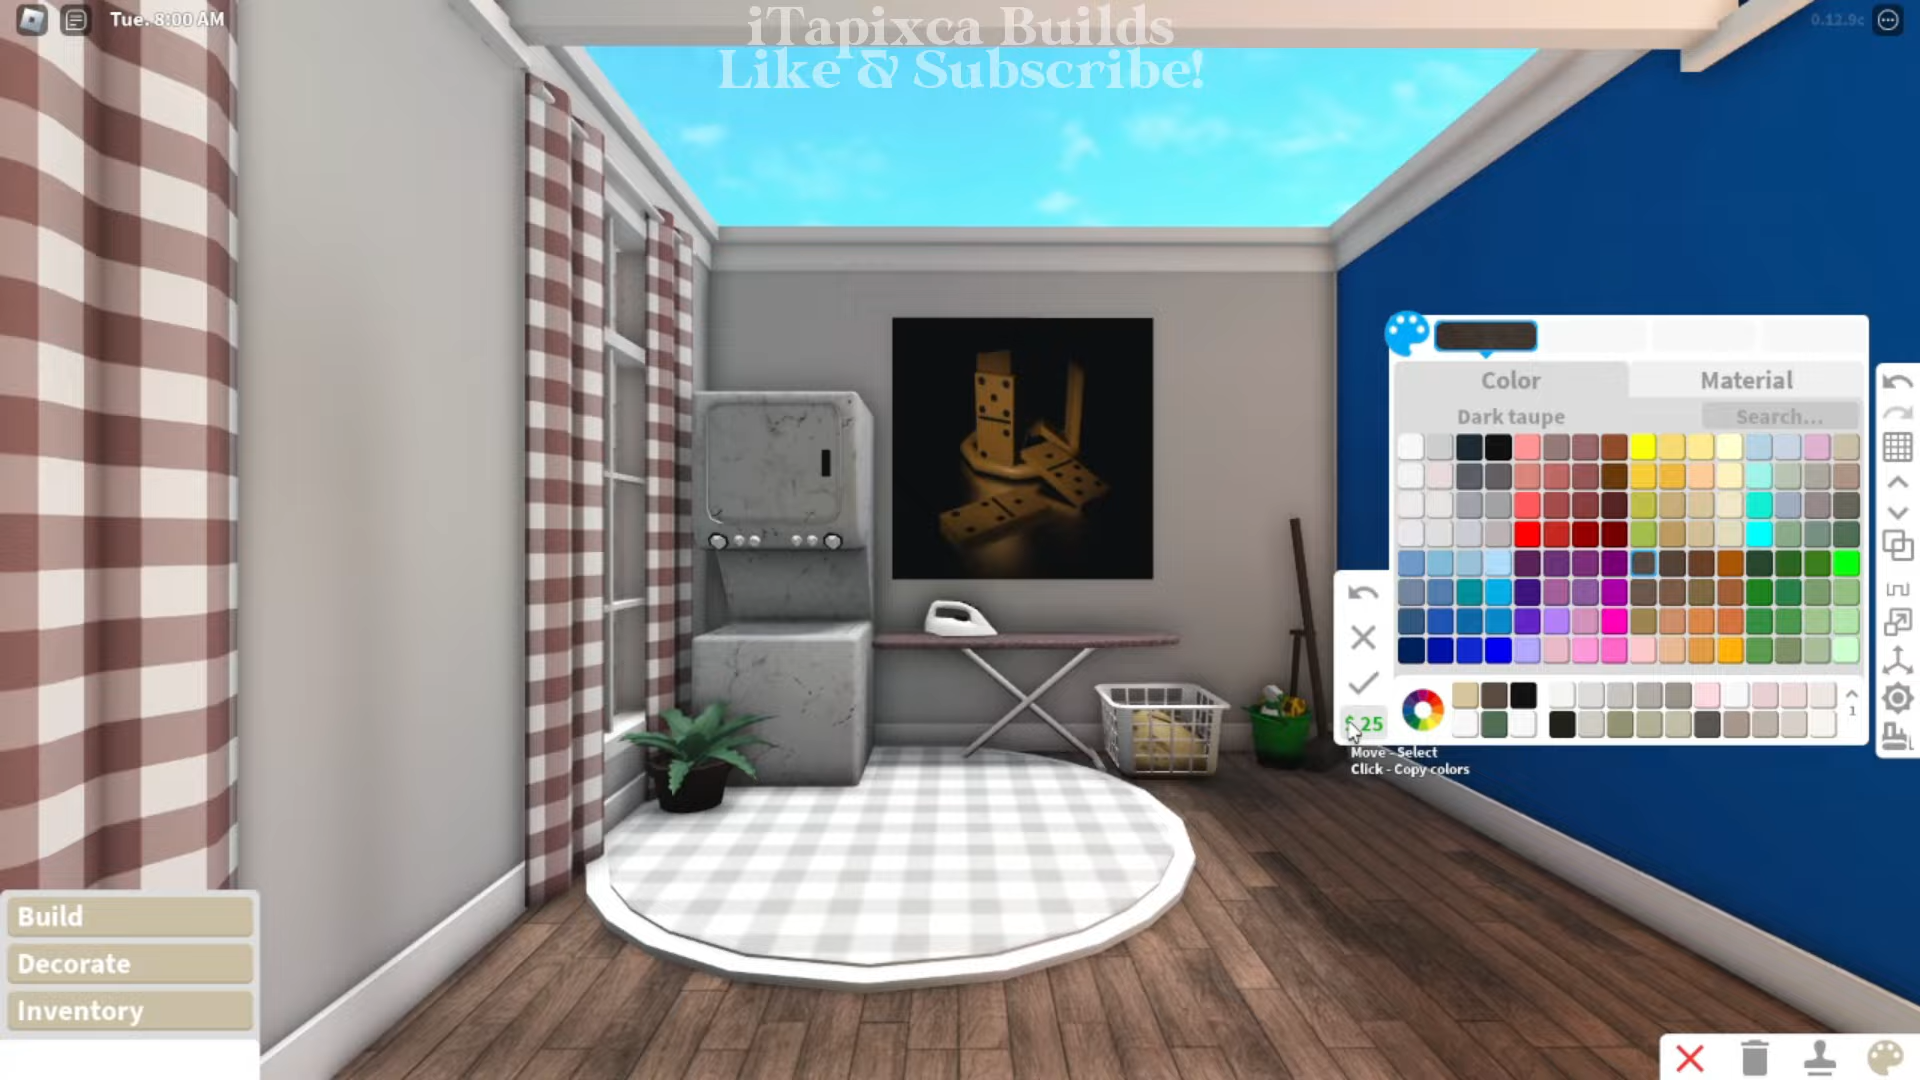 Tue. 8:00 AM
iTapixca Builds
Like & Subscribe!
0.12.9c
Color
Material
Dark taupe
Search...
1
$25
Move - Select
Click - Copy colors
Build
Decorate
Inventory